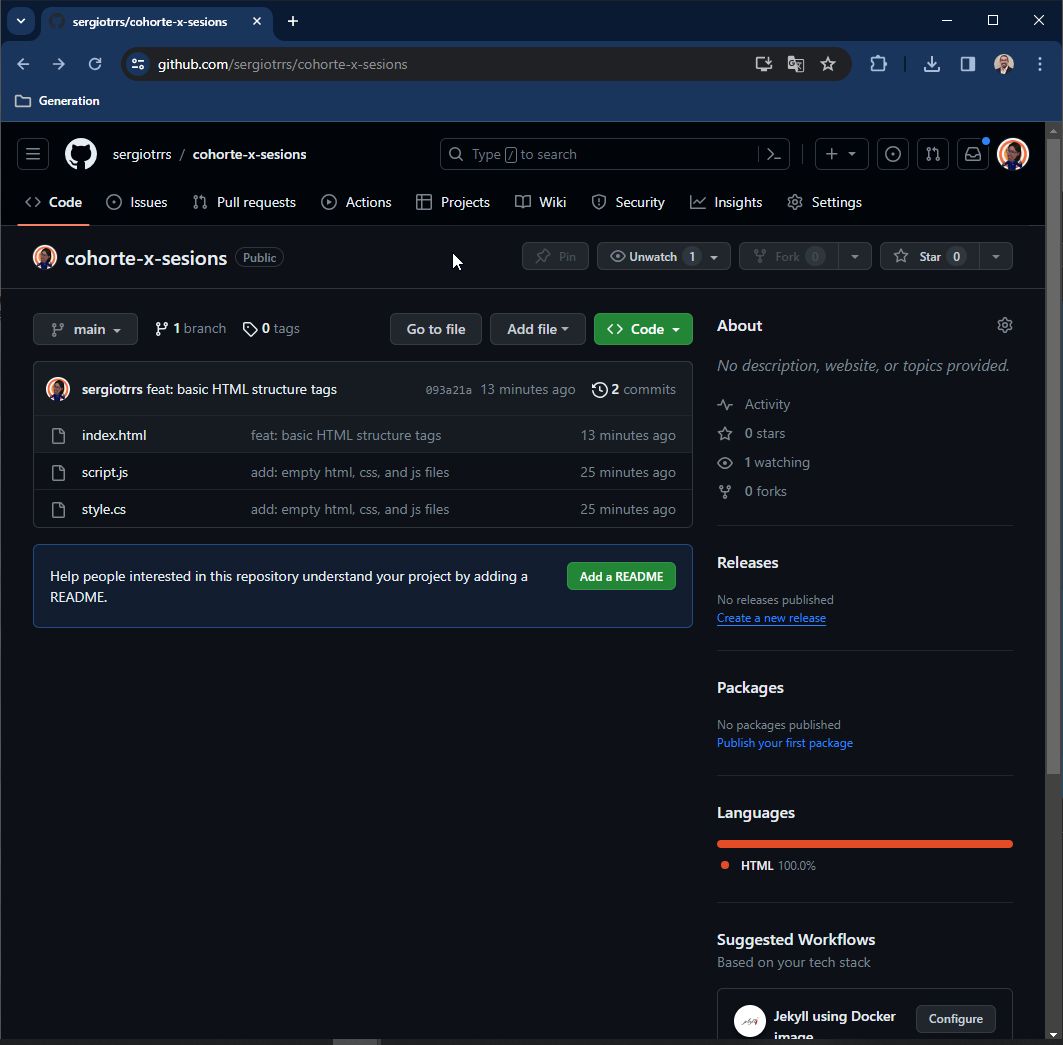 sergiotrrs/cohorte-x-sesions
github.com/sergiotrrs/cohorte-x-sesions
Generation
sergiotrrs / cohorte-x-sesions
Type / to search
Code Issues Pull requests Actions Projects Wiki Security Insights Settings
cohorte-x-sesions Public
Pin Unwatch 1 Fork 0 Star 0
main 1 branch 0 tags Go to file Add file Code
sergiotrrs feat: basic HTML structure tags 093a21a 13 minutes ago 2 commits
index.html feat: basic HTML structure tags 13 minutes ago
script.js add: empty html, css, and js files 25 minutes ago
style.cs add: empty html, css, and js files 25 minutes ago
Help people interested in this repository understand your project by adding a
README.
Add a README
About
No description, website, or topics provided.
Activity
0 stars
1 watching
0 forks
Releases
No releases published
Create a new release
Packages
No packages published
Publish your first package
Languages
HTML 100.0%
Suggested Workflows
Based on your tech stack
Jekyll using Docker
image
Configure